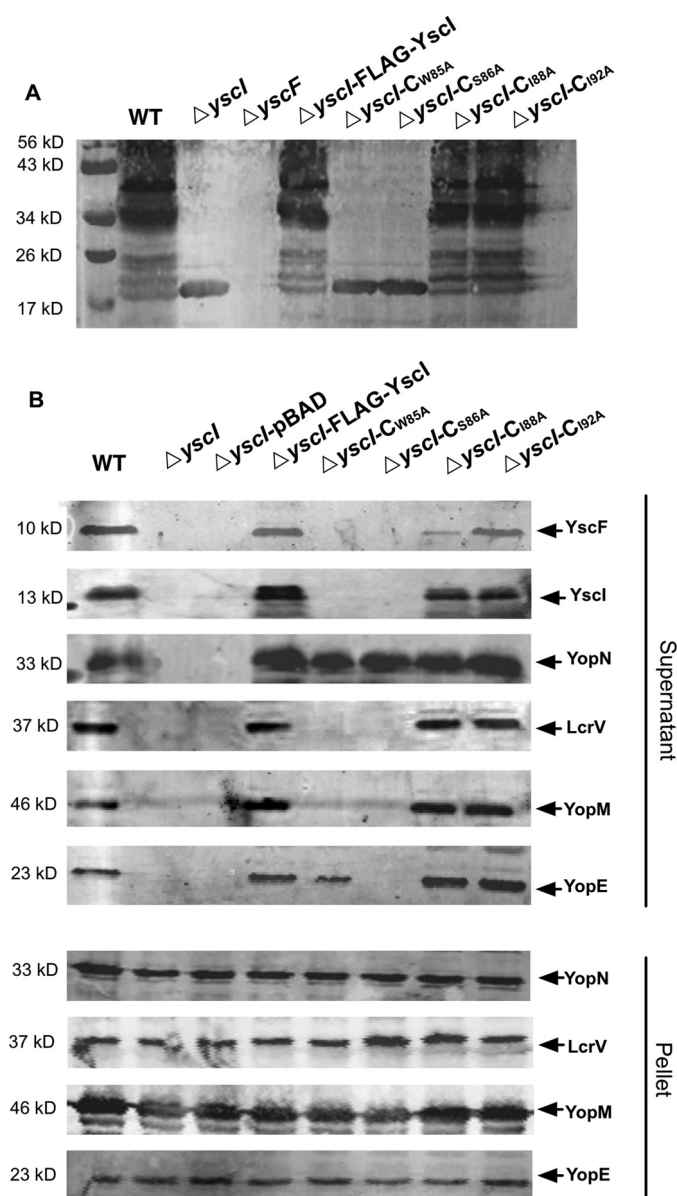 A
WT
△yscI
△yscF
△yscI-FLAG-YscI
△yscI-CW85A
△yscI-CS86A
△yscI-CI88A
△yscI-CI92A
56 kD
43 kD
34 kD
26 kD
17 kD
B
WT
△yscI
△yscI-pBAD
△yscI-FLAG-YscI
△yscI-CW85A
△yscI-CS86A
△yscI-CI88A
△yscI-CI92A
10 kD YscF
13 kD YscI
33 kD YopN
37 kD LcrV
46 kD YopM
23 kD YopE
Supernatant
33 kD YopN
37 kD LcrV
46 kD YopM
23 kD YopE
Pellet